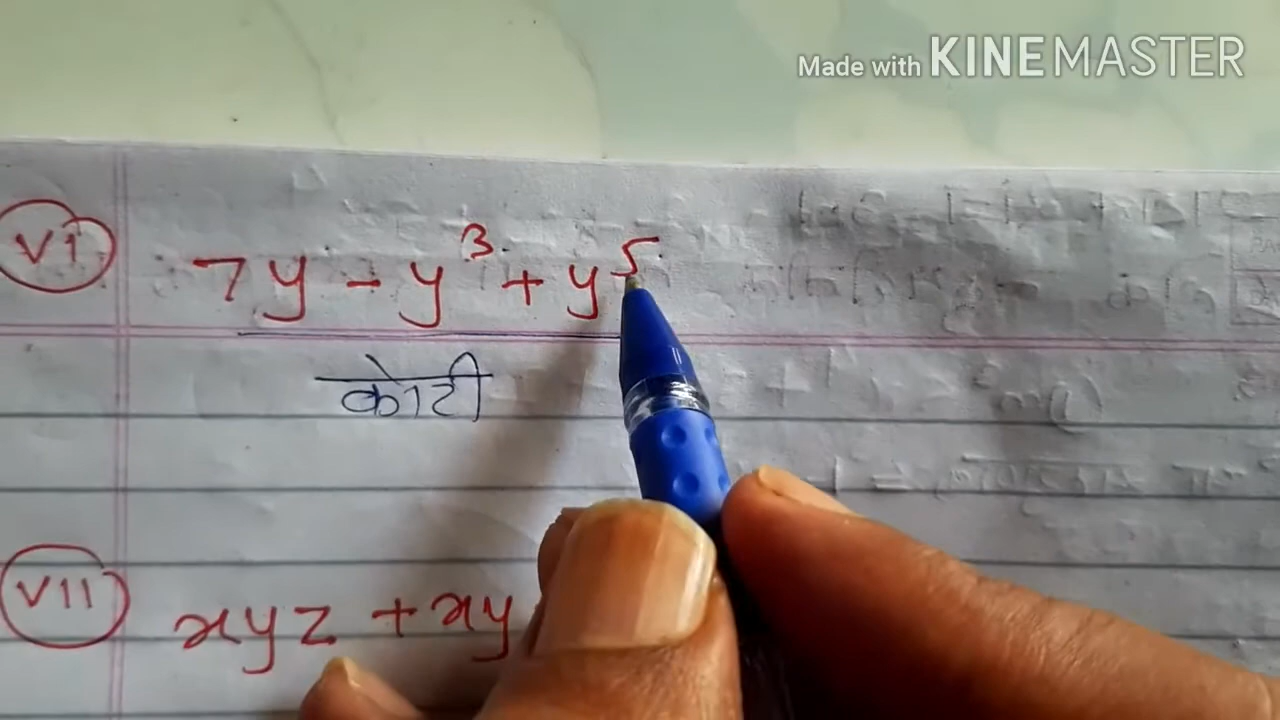 Made with KINEMASTER
VI 7y - y³ + y⁵
कोटी
VII xyz + xy